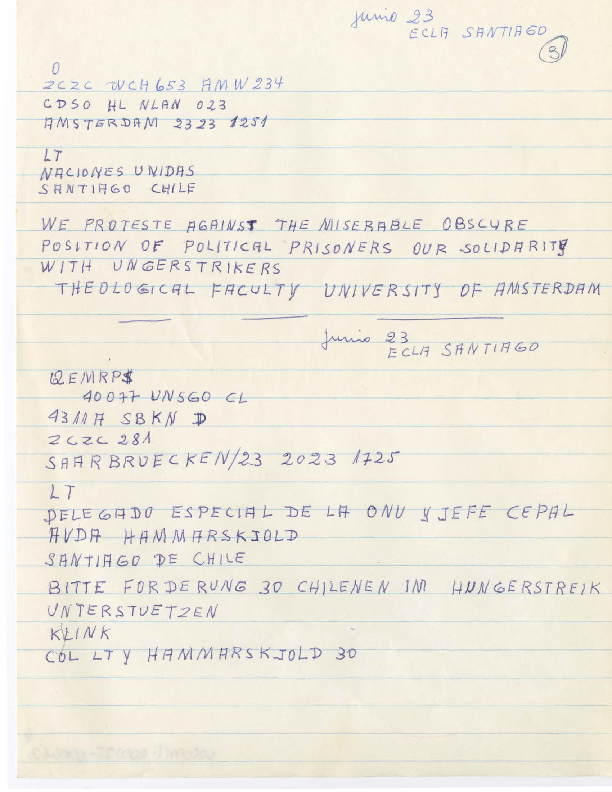 junio 23
ECLA SANTIAGO
3
0
ZCZC WCH653 AMW234
CDSO HL NLAN 023
AMSTERDAM 2323 1251
LT
NACIONES UNIDAS
SANTIAGO CHILE
WE PROTESTE AGAINST THE MISERABLE OBSCURE
POSITION OF POLITICAL PRISONERS OUR SOLIDARITY
WITH UNGERSTRIKERS
THEOLOGICAL FACULTY UNIVERSITY OF AMSTERDAM
junio 23
ECLA SANTIAGO
QEMRP$
40077 UNSGO CL
4311A SBKN D
ZCZC 281
SAARBRUECKEN/23 2023 1725
LT
DELEGADO ESPECIAL DE LA ONU Y JEFE CEPAL
AVDA HAMMARSKJOLD
SANTIAGO DE CHILE
BITTE FORDERUNG 30 CHILENEN IM HUNGERSTREIK
UNTERSTUETZEN
KLINK
COL LT Y HAMMARSKJOLD 30